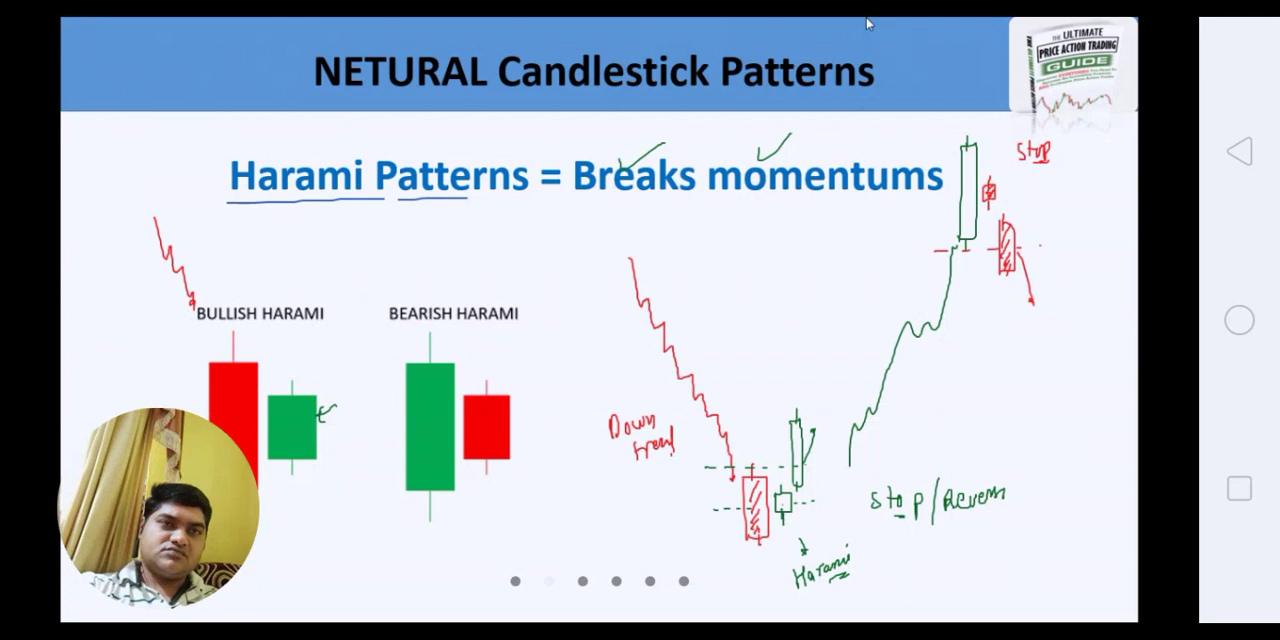 NETURAL Candlestick Patterns
THE ULTIMATE
PRICE ACTION TRADING
GUIDE
Harami Patterns = Breaks momentums
Stop
BULLISH HARAMI
BEARISH HARAMI
Down
trend
Stop/Revers
Harami